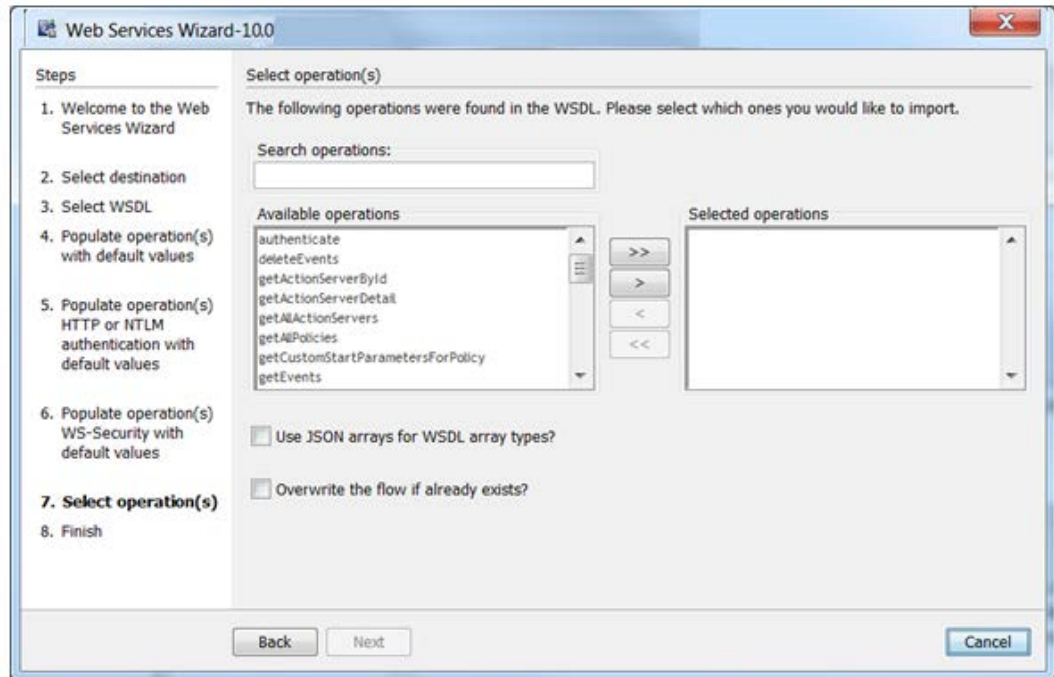 Web Services Wizard-10.0
X
Steps
1. Welcome to the Web
Services Wizard
2. Select destination
3. Select WSDL
4. Populate operation(s)
with default values
5. Populate operation(s)
HTTP or NTLM
authentication with
default values
6. Populate operation(s)
WS-Security with
default values
7. Select operation(s)
8. Finish
Select operation(s)
The following operations were found in the WSDL. Please select which ones you would like to import.
Search operations:
Available operations
authenticate
deleteEvents
getActionServerById
getActionServerDetail
getAllActionServers
getAllPolicies
getCustomStartParametersForPolicy
getEvents
>>
>
<
<<
Selected operations
Use JSON arrays for WSDL array types?
Overwrite the flow if already exists?
Back
Next
Cancel